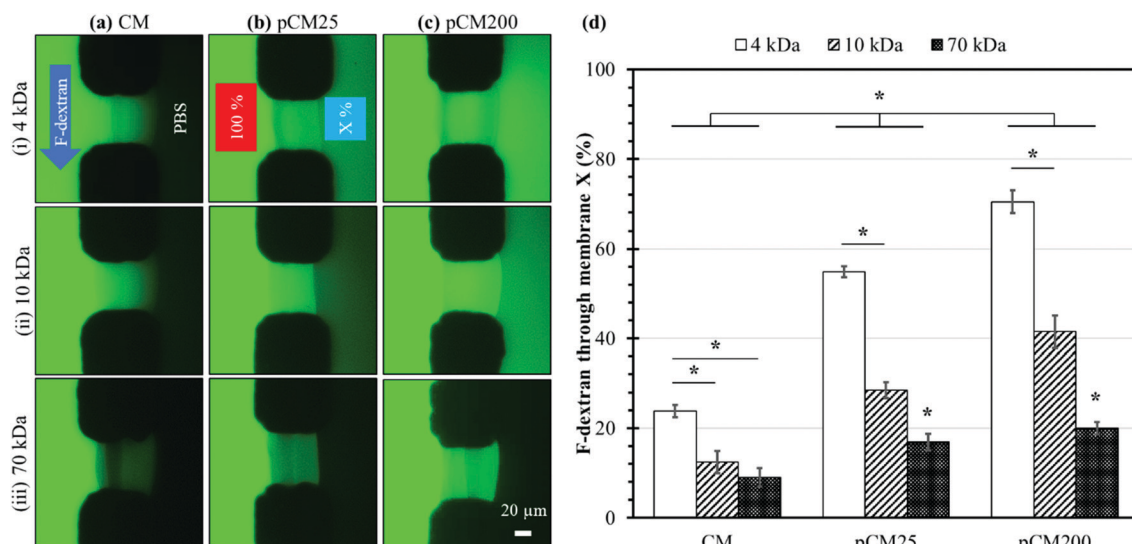 (a) CM
(b) pCM25
(c) pCM200
(i) 4 kDa
F-dextran
PBS
100 %
X %
(ii) 10 kDa
(iii) 70 kDa
20 µm
(d)
4 kDa
10 kDa
70 kDa
F-dextran through membrane X (%)
100
80
60
40
20
0
*
*
*
*
*
*
*
*
CM
pCM25
pCM200